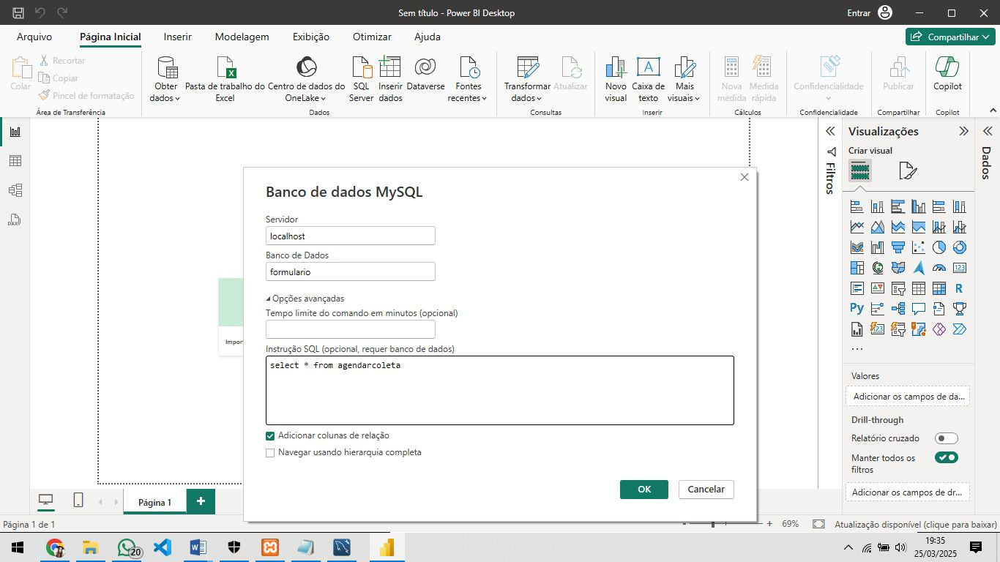 Sem título - Power BI Desktop
Entrar
Arquivo
Página Inicial
Inserir
Modelagem
Exibição
Otimizar
Ajuda
Compartilhar
Colar
Recortar
Copiar
Pincel de formatação
Área de Transferência
Obter
dados
Pasta de trabalho do
Excel
Centro de dados do
OneLake
SQL
Server
Inserir
dados
Dataverse
Fontes
recentes
Dados
Transformar
dados
Atualizar
Consultas
Novo
visual
Caixa de
texto
Mais
visuais
Inserir
Nova
medida
Medida
rápida
Cálculos
Confidencialidade
Confidencialidade
Publicar
Compartilhar
Copilot
Copilot
Filtros
Visualizações
Criar visual
Dados
DAX
Import
Banco de dados MySQL
Servidor
localhost
Banco de Dados
formulario
Opções avançadas
Tempo limite do comando em minutos (opcional)
Instrução SQL (opcional, requer banco de dados)
select * from agendarcoleta
Adicionar colunas de relação
Navegar usando hierarquia completa
OK
Cancelar
123
R
Py
123
...
Valores
Adicionar os campos de da...
Drill-through
Relatório cruzado
Manter todos os
filtros
Adicionar os campos de dr...
Página 1
Página 1 de 1
69%
Atualização disponível (clique para baixar)
20
19:35
25/03/2025